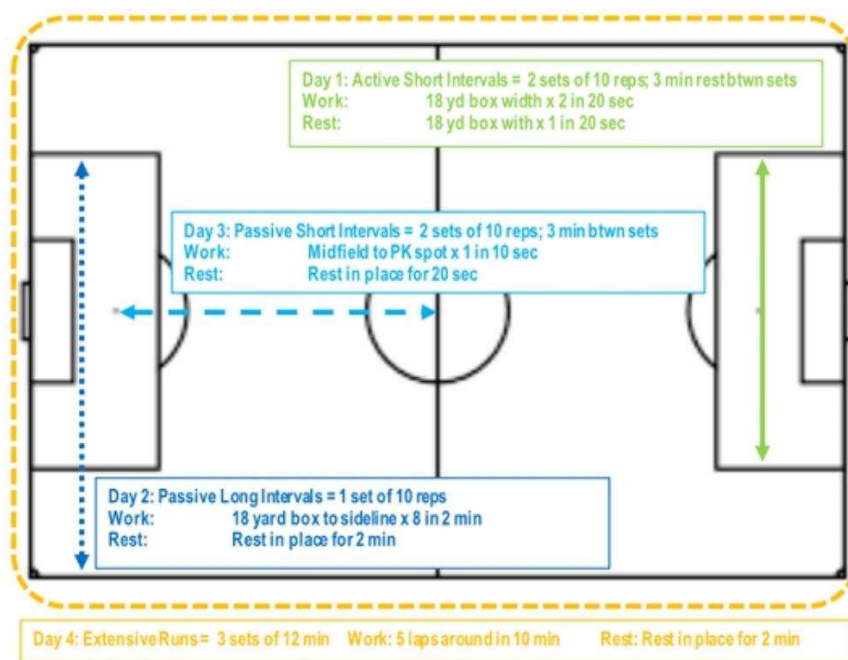 Day 1: Active Short Intervals = 2 sets of 10 reps; 3 min rest btwn sets
Work: 18 yd box width x 2 in 20 sec
Rest: 18 yd box with x 1 in 20 sec
Day 3: Passive Short Intervals = 2 sets of 10 reps; 3 min btwn sets
Work: Midfield to PK spot x 1 in 10 sec
Rest: Rest in place for 20 sec
Day 2: Passive Long Intervals = 1 set of 10 reps
Work: 18 yard box to sideline x 8 in 2 min
Rest: Rest in place for 2 min
Day 4: Extensive Runs = 3 sets of 12 min Work: 5 laps around in 10 min Rest: Rest in place for 2 min